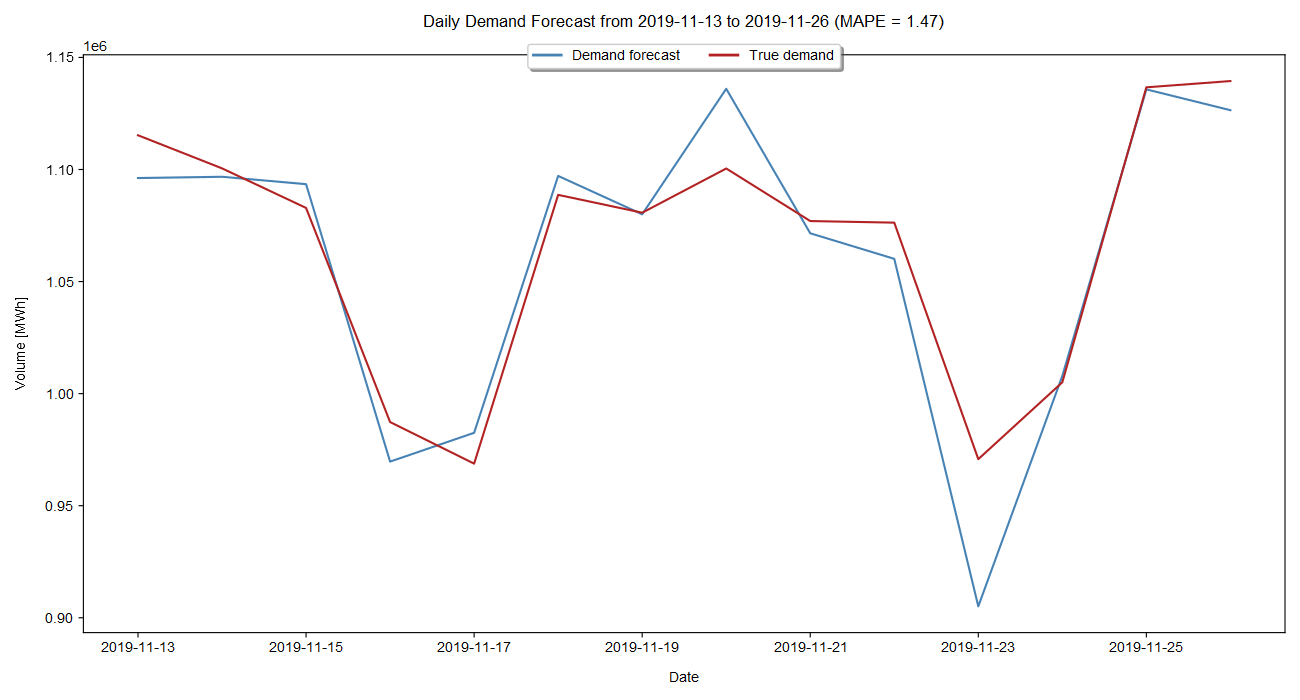 Daily Demand Forecast from 2019-11-13 to 2019-11-26 (MAPE = 1.47)
1e6
Demand forecast
True demand
1.15
1.10
1.05
1.00
0.95
0.90
Volume [MWh]
2019-11-13
2019-11-15
2019-11-17
2019-11-19
2019-11-21
2019-11-23
2019-11-25
Date